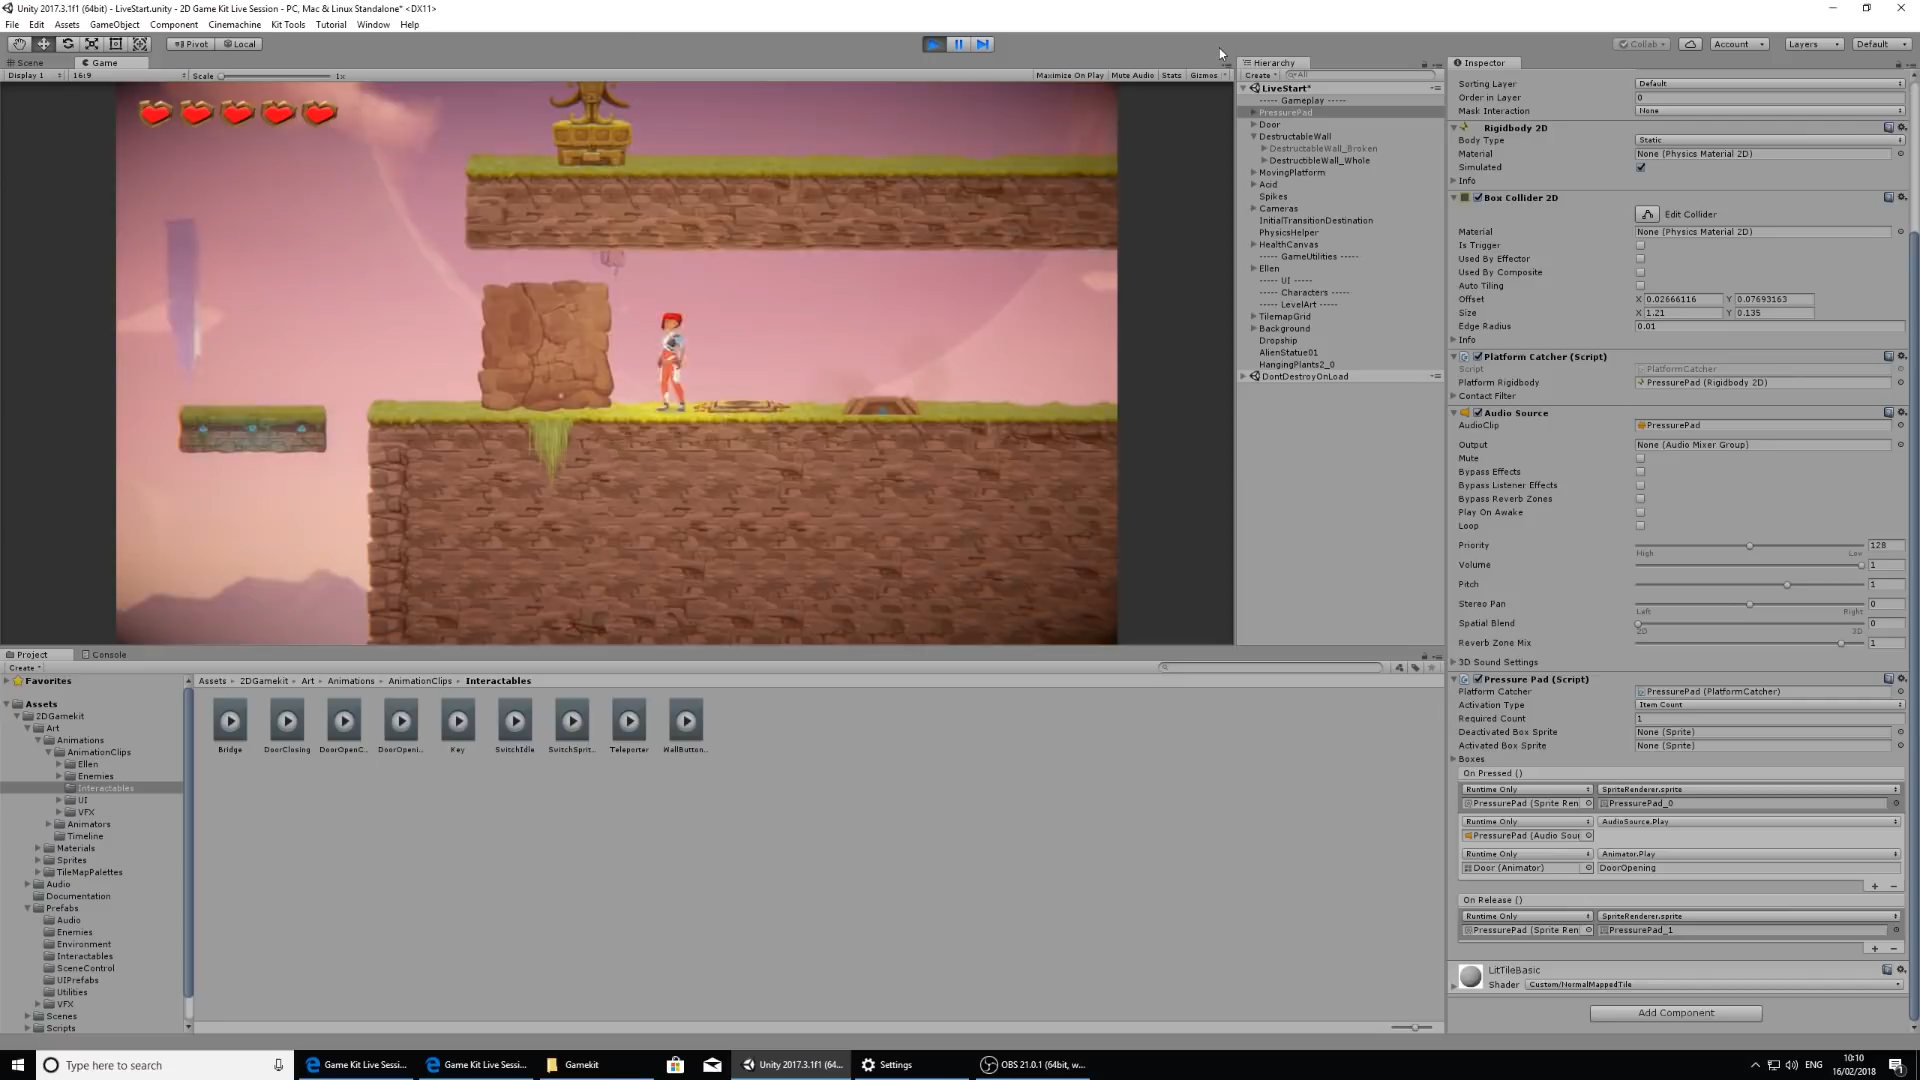 Unity 2017.3.1f1 (64bit) - LiveStart.unity - 2D Game Kit Live Session - PC, Mac & Linux Standalone* <DX11>
File Edit Assets GameObject Component Cinemachine Kit Tools Tutorial Window Help
Pivot Local Collab Account Layers Default
Scene Game
Display 1 16:9 Scale 1x Maximize On Play Mute Audio Stats Gizmos
Hierarchy
Create All
LiveStart*
----- Gameplay -----
PressurePad
Door
DestructableWall
DestructableWall_Broken
DestructibleWall_Whole
MovingPlatform
Acid
Spikes
Cameras
InitialTransitionDestination
PhysicsHelper
HealthCanvas
----- GameUtilities -----
Ellen
----- UI -----
----- Characters -----
----- LevelArt -----
TilemapGrid
Background
Dropship
AlienStatue01
HangingPlants2_0
DontDestroyOnLoad
Inspector
Sorting Layer Default
Order in Layer 0
Mask Interaction None
Rigidbody 2D
Body Type Static
Material None (Physics Material 2D)
Simulated
Info
Box Collider 2D
Edit Collider
Material None (Physics Material 2D)
Is Trigger
Used By Effector
Used By Composite
Auto Tiling
Offset X 0.02666116 Y 0.07693163
Size X 1.21 Y 0.135
Edge Radius 0.01
Info
Platform Catcher (Script)
Script PlatformCatcher
Platform Rigidbody PressurePad (Rigidbody 2D)
Contact Filter
Audio Source
AudioClip PressurePad
Output None (Audio Mixer Group)
Mute
Bypass Effects
Bypass Listener Effects
Bypass Reverb Zones
Play On Awake
Loop
Priority 128
High Low
Volume 1
Pitch 1
Stereo Pan 0
Left Right
Spatial Blend 0
2D 3D
Reverb Zone Mix 1
3D Sound Settings
Pressure Pad (Script)
Platform Catcher PressurePad (PlatformCatcher)
Activation Type Item Count
Required Count 1
Deactivated Box Sprite None (Sprite)
Activated Box Sprite None (Sprite)
Boxes
On Pressed ()
Runtime Only SpriteRenderer.sprite
PressurePad (Sprite Ren PressurePad_0
Runtime Only AudioSource.Play
PressurePad (Audio Sour
Runtime Only Animator.Play
Door (Animator) DoorOpening
+ -
On Release ()
Runtime Only SpriteRenderer.sprite
PressurePad (Sprite Ren PressurePad_1
+ -
LitTileBasic
Shader Custom/NormalMappedTile
Add Component
Project Console
Create
Favorites
Assets
2DGamekit
Art
Animations
AnimationClips
Ellen
Enemies
Interactables
UI
VFX
Animators
Timeline
Materials
Sprites
TileMapPalettes
Audio
Documentation
Prefabs
Audio
Enemies
Environment
Interactables
SceneControl
UIPrefabs
Utilities
VFX
Scenes
Scripts
Assets 2DGamekit Art Animations AnimationClips Interactables
Bridge DoorClosing DoorOpenC... DoorOpeni... Key SwitchIdle SwitchSprit... Teleporter WallButton...
Type here to search
Game Kit Live Sessi...
Game Kit Live Sessi...
Gamekit
Unity 2017.3.1f1 (64...
Settings
OBS 21.0.1 (64bit, w...
ENG
10:10
16/02/2018